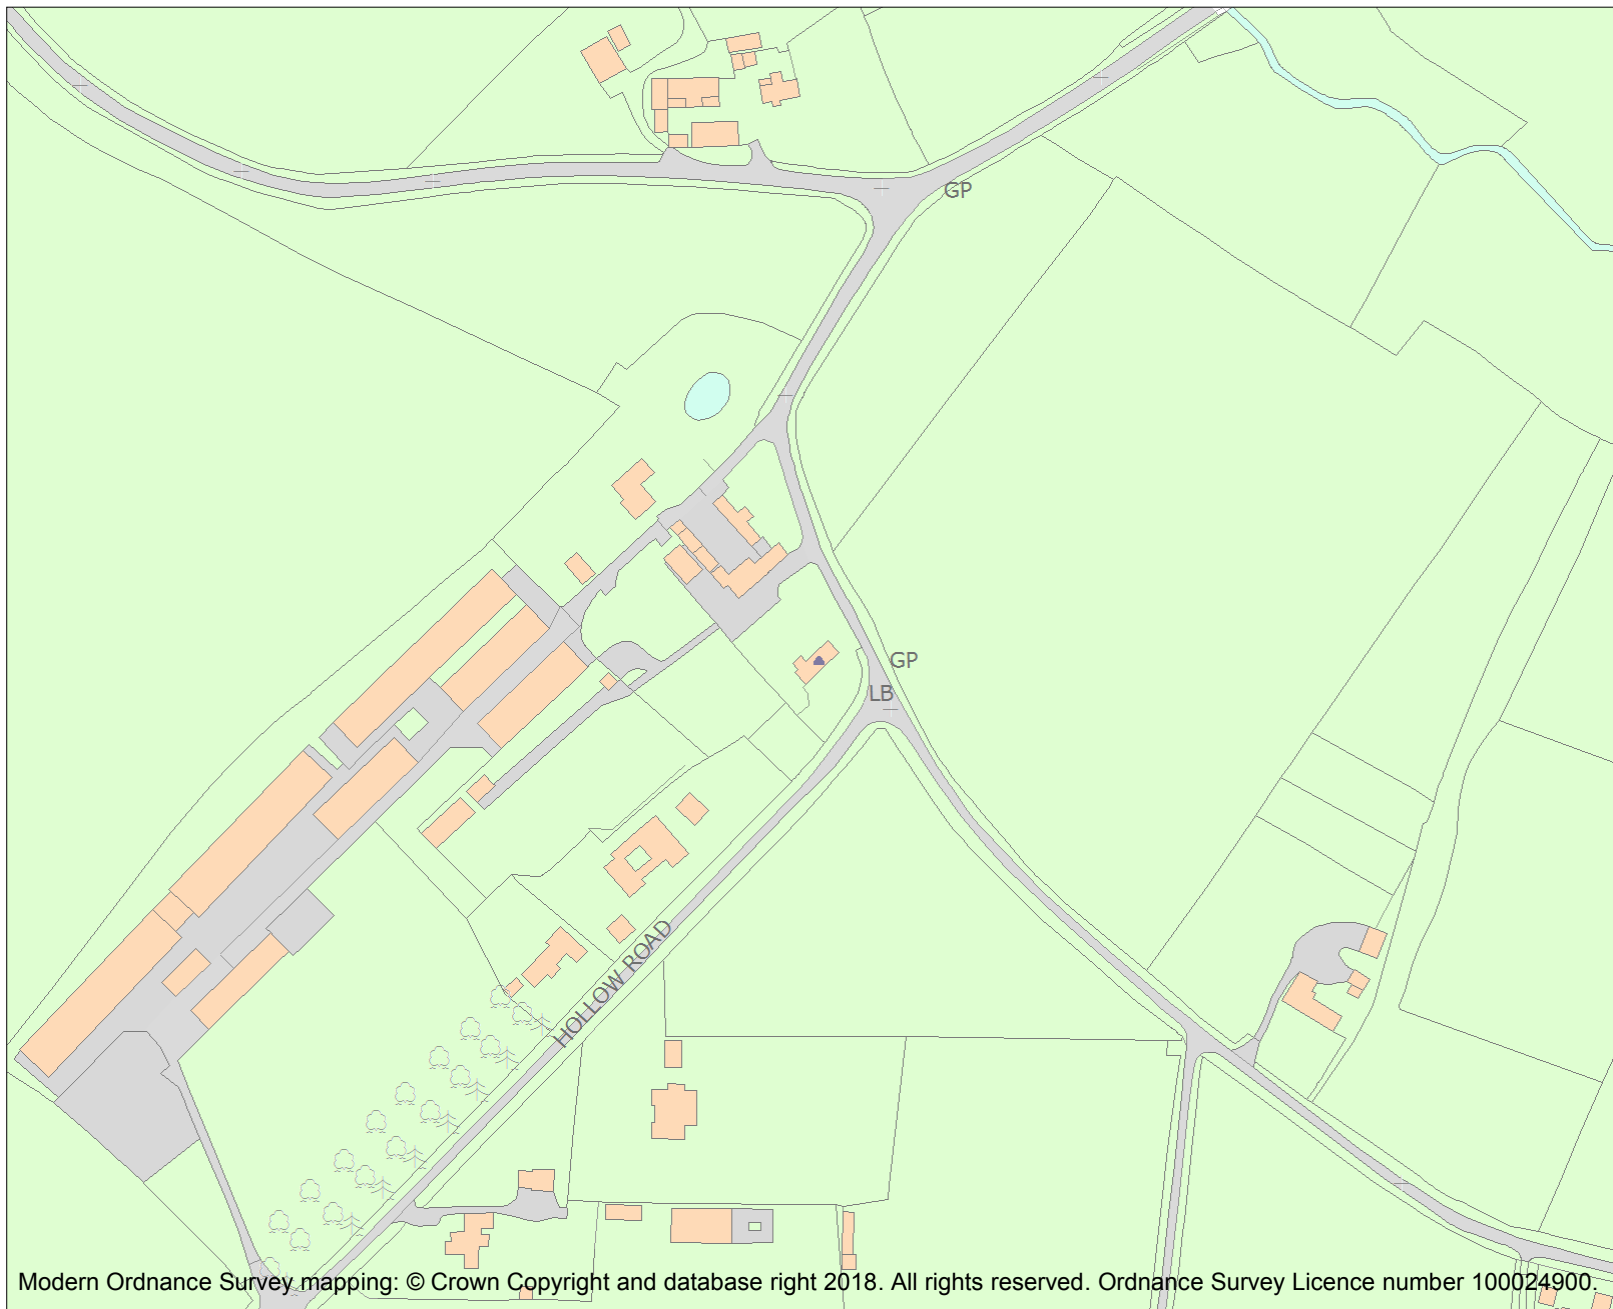 GP
GP
LB
HOLLOW ROAD
Modern Ordnance Survey mapping: © Crown Copyright and database right 2018. All rights reserved. Ordnance Survey Licence number 100024900.